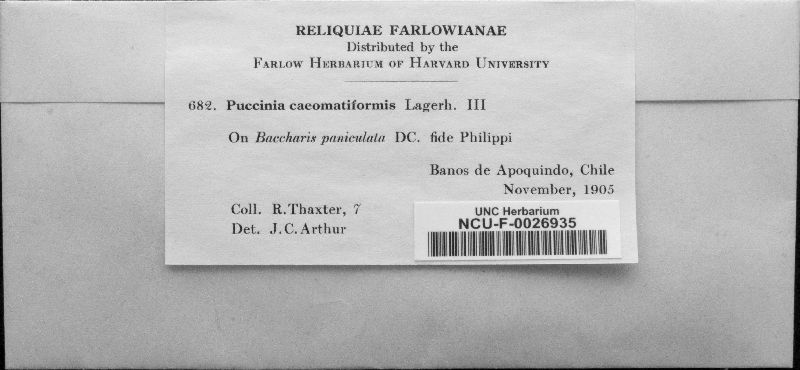 RELIQUIAE FARLOWIANAE
Distributed by the
FARLOW HERBARIUM OF HARVARD UNIVERSITY
682. Puccinia caeomatiformis Lagerh. III
On Baccharis paniculata DC. fide Philippi
Banos de Apoquindo, Chile
November, 1905
Coll. R. Thaxter, 7
Det. J. C. Arthur
UNC Herbarium
NCU-F-0026935